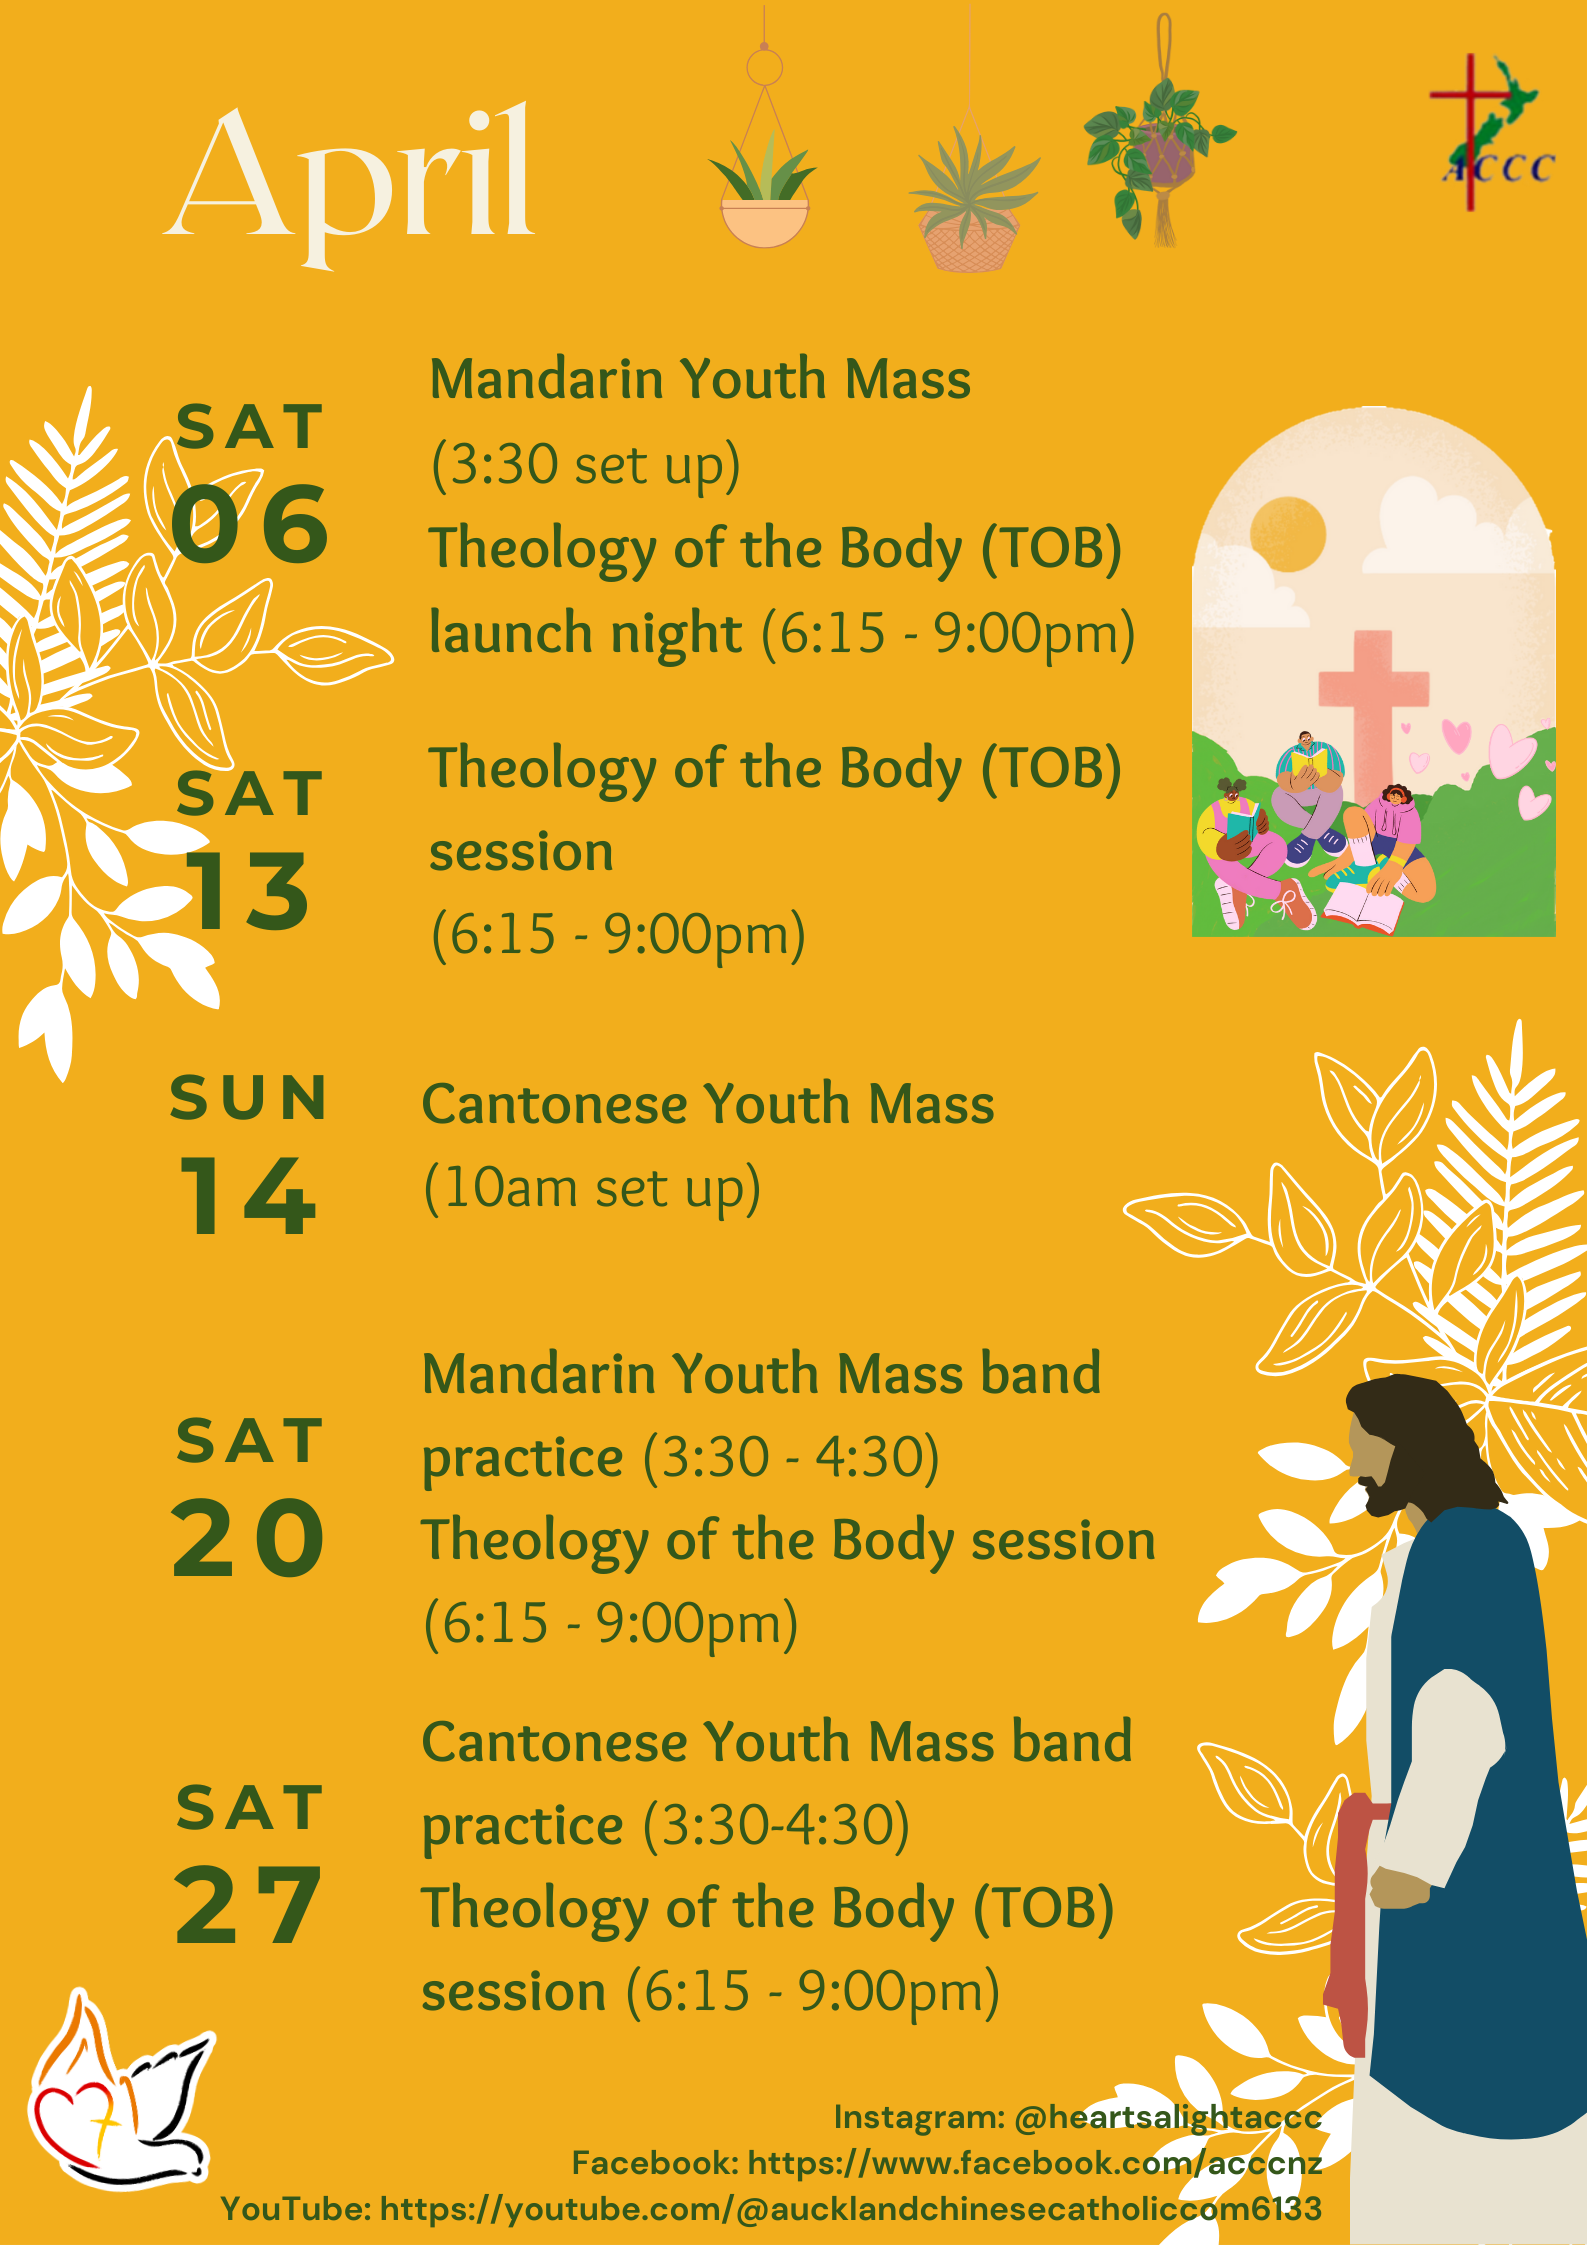 April
ACCC
SAT
06
Mandarin Youth Mass
(3:30 set up)
Theology of the Body (TOB)
launch night (6:15 - 9:00pm)
SAT
13
Theology of the Body (TOB)
session
(6:15 - 9:00pm)
SUN
14
Cantonese Youth Mass
(10am set up)
SAT
20
Mandarin Youth Mass band
practice (3:30 - 4:30)
Theology of the Body session
(6:15 - 9:00pm)
SAT
27
Cantonese Youth Mass band
practice (3:30-4:30)
Theology of the Body (TOB)
session (6:15 - 9:00pm)
Instagram: @heartsalightaccc
Facebook: https://www.facebook.com/acccnz
YouTube: https://youtube.com/@aucklandchinesecatholiccom6133